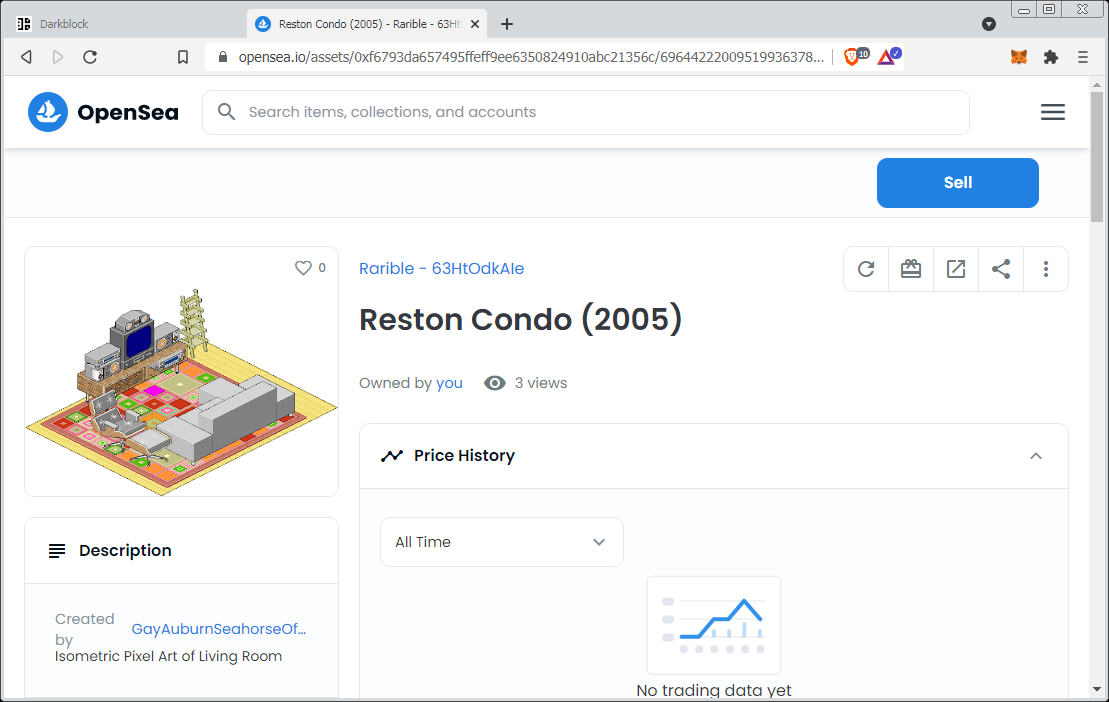 Darkblock
Reston Condo (2005) - Rarible - 63Ht
opensea.io/assets/0xf6793da657495ffeff9ee6350824910abc21356c/69644222009519936378...
10
OpenSea
Search items, collections, and accounts
Sell
0
Rarible - 63HtOdkAIe
Reston Condo (2005)
Owned by you
3 views
Price History
All Time
No trading data yet
Description
Created by
GayAuburnSeahorseOf...
Isometric Pixel Art of Living Room